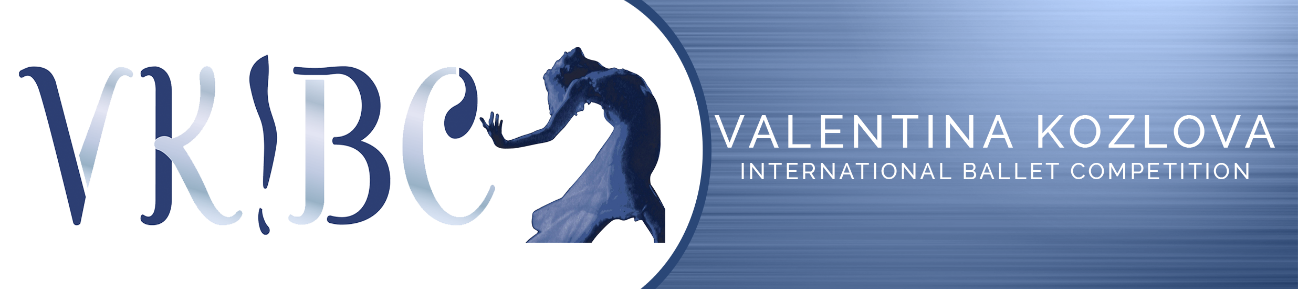 VK!BC
VALENTINA KOZLOVA
INTERNATIONAL BALLET COMPETITION